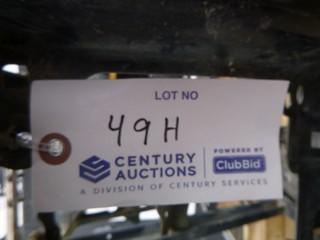 LOT NO
49H
CENTURY AUCTIONS
POWERED BY
ClubBid
A DIVISION OF CENTURY SERVICES